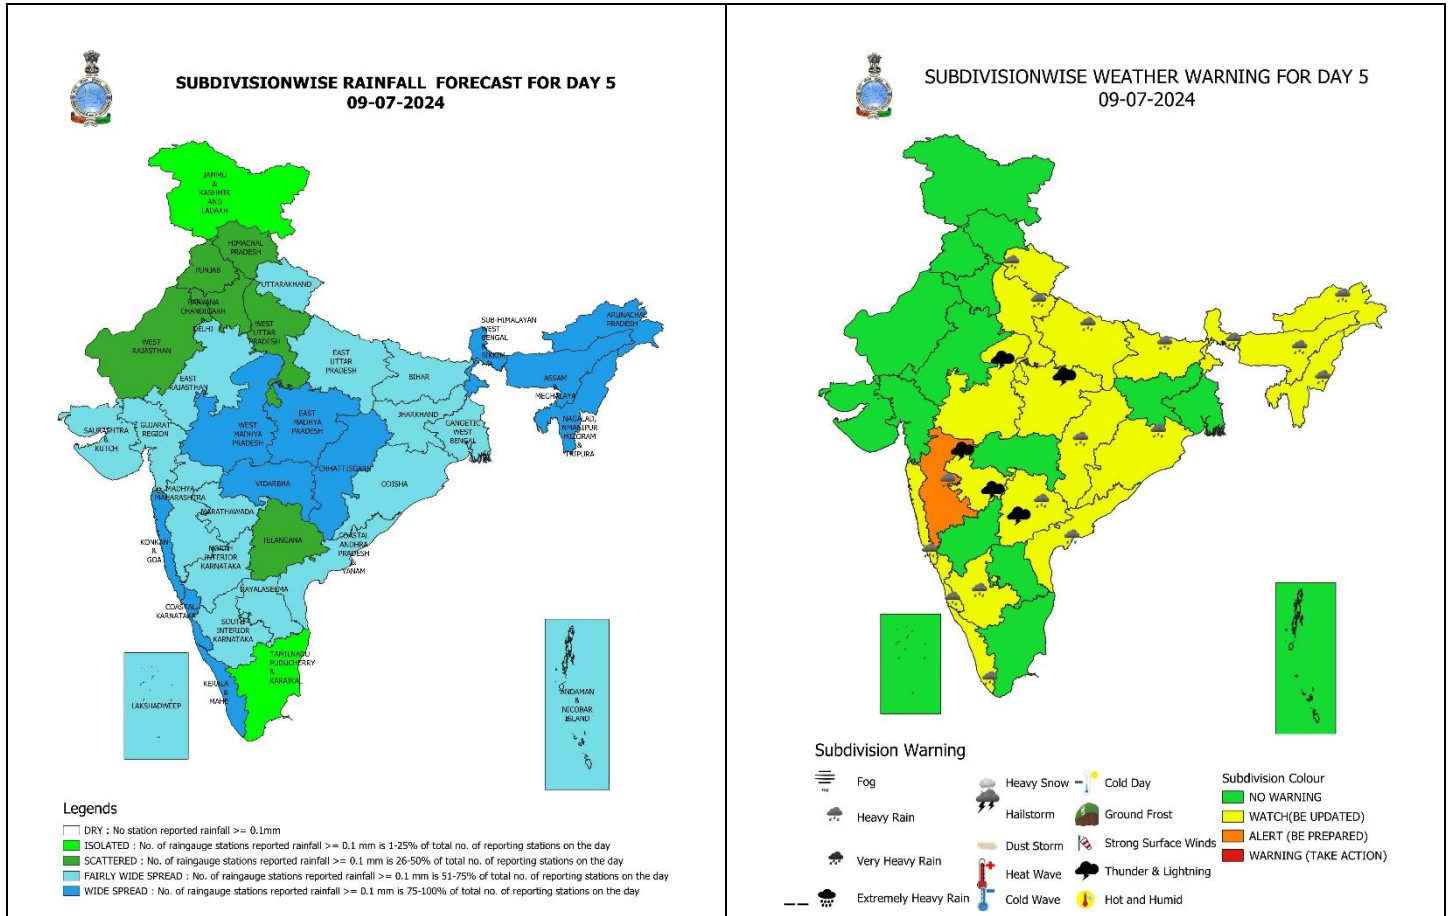 SUBDIVISIONWISE RAINFALL FORECAST FOR DAY 5
09-07-2024
JAMMU
&
KASHMIR
AND
LADAKH
HIMACHAL
PRADESH
PUNJAB
UTTARAKHAND
HARYANA
CHANDIGARH
&
DELHI
WEST
UTTAR
PRADESH
WEST
RAJASTHAN
EAST
RAJASTHAN
EAST
UTTAR
PRADESH
BIHAR
SUB-HIMALAYAN
WEST
BENGAL
&
SIKKIM
ARUNACHAL
PRADESH
ASSAM
&
MEGHALAYA
NAGALAD,
NMANIPUR
MIZORAM
&
TRIPURA
SAURASHTRA
&
KUTCH
GUJARAT
REGION
WEST
MADHYA
PRADESH
EAST
MADHYA
PRADESH
JHARKHAND
GANGETIC
WEST
BENGAL
CHHATTISGARH
ODISHA
VIDARBHA
MADHYA
MAHARASHTRA
MARATHAWADA
KONKAN
&
GOA
NORTH
INTERIOR
KARNATAKA
TELANGANA
COASTAL
ANDHRA
PRADESH
&
YANAM
RAYALASEEMA
COASTAL
KARNATAKA
SOUTH
INTERIOR
KARNATAKA
TAMILNADU
PUDUCHERRY
&
KARAIKAL
KERALA
&
MAHE
LAKSHADWEEP
ANDAMAN
&
NICOBAR
ISLAND
Legends
DRY : No station reported rainfall >= 0.1mm
ISOLATED : No. of raingauge stations reported rainfall >= 0.1 mm is 1-25% of total no. of reporting stations on the day
SCATTERED : No. of raingauge stations reported rainfall >= 0.1 mm is 26-50% of total no. of reporting stations on the day
FAIRLY WIDE SPREAD : No. of raingauge stations reported rainfall >= 0.1 mm is 51-75% of total no. of reporting stations on the day
WIDE SPREAD : No. of raingauge stations reported rainfall >= 0.1 mm is 75-100% of total no. of reporting stations on the day
SUBDIVISIONWISE WEATHER WARNING FOR DAY 5
09-07-2024
Subdivision Warning
Fog
Heavy Rain
Very Heavy Rain
Extremely Heavy Rain
Heavy Snow
Hailstorm
Dust Storm
Heat Wave
Cold Wave
Cold Day
Ground Frost
Strong Surface Winds
Thunder & Lightning
Hot and Humid
Subdivision Colour
NO WARNING
WATCH(BE UPDATED)
ALERT (BE PREPARED)
WARNING (TAKE ACTION)